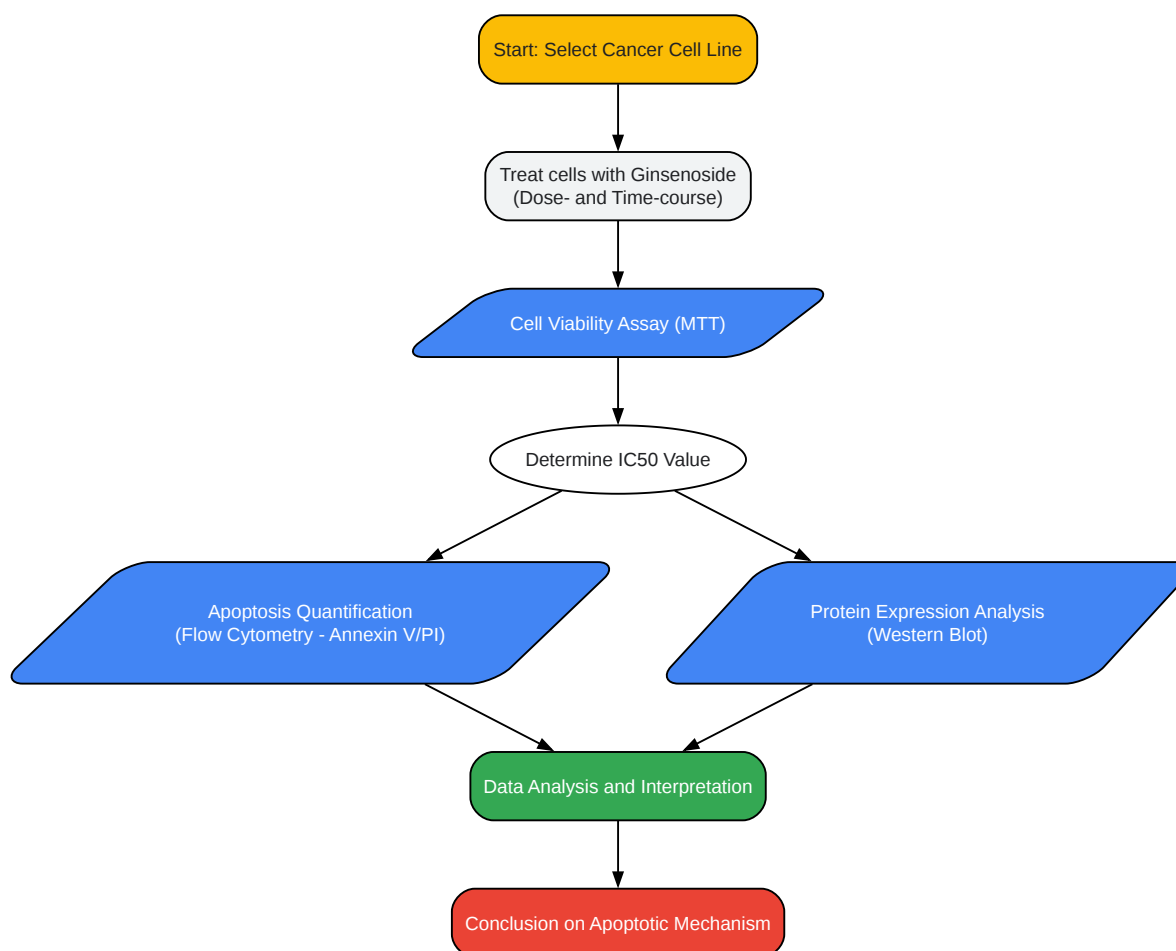 Start: Select Cancer Cell Line
Treat cells with Ginsenoside
(Dose- and Time-course)
Cell Viability Assay (MTT)
Determine IC50 Value
Apoptosis Quantification
(Flow Cytometry - Annexin V/PI)
Protein Expression Analysis
(Western Blot)
Data Analysis and Interpretation
Conclusion on Apoptotic Mechanism